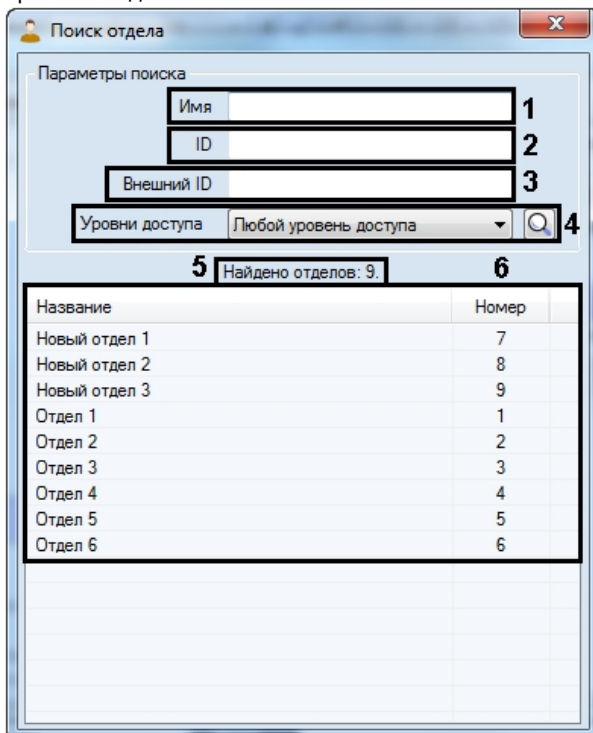 Поиск отдела
Параметры поиска
Имя 1
ID 2
Внешний ID 3
Уровни доступа Любой уровень доступа 4
5 Найдено отделов: 9. 6
Название Номер
Новый отдел 1 7
Новый отдел 2 8
Новый отдел 3 9
Отдел 1 1
Отдел 2 2
Отдел 3 3
Отдел 4 4
Отдел 5 5
Отдел 6 6